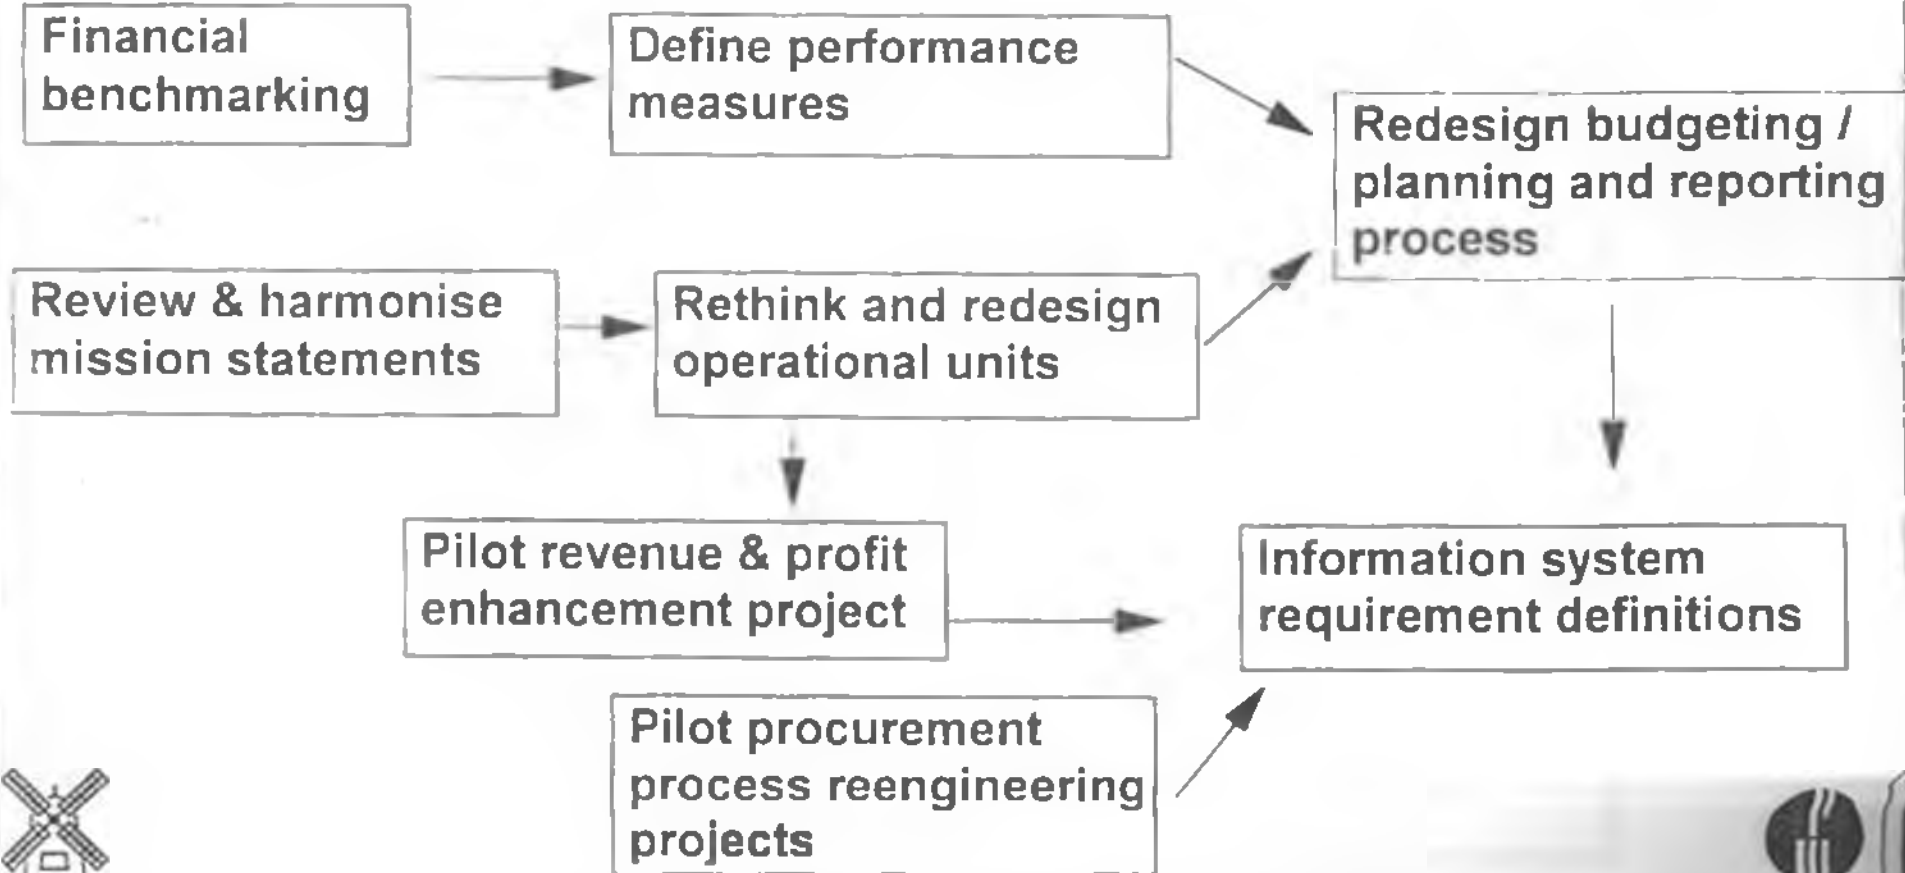 Financial
benchmarking
Define performance
measures
Redesign budgeting /
planning and reporting
process
Review & harmonise
mission statements
Rethink and redesign
operational units
Pilot revenue & profit
enhancement project
Information system
requirement definitions
Pilot procurement
process reengineering
projects